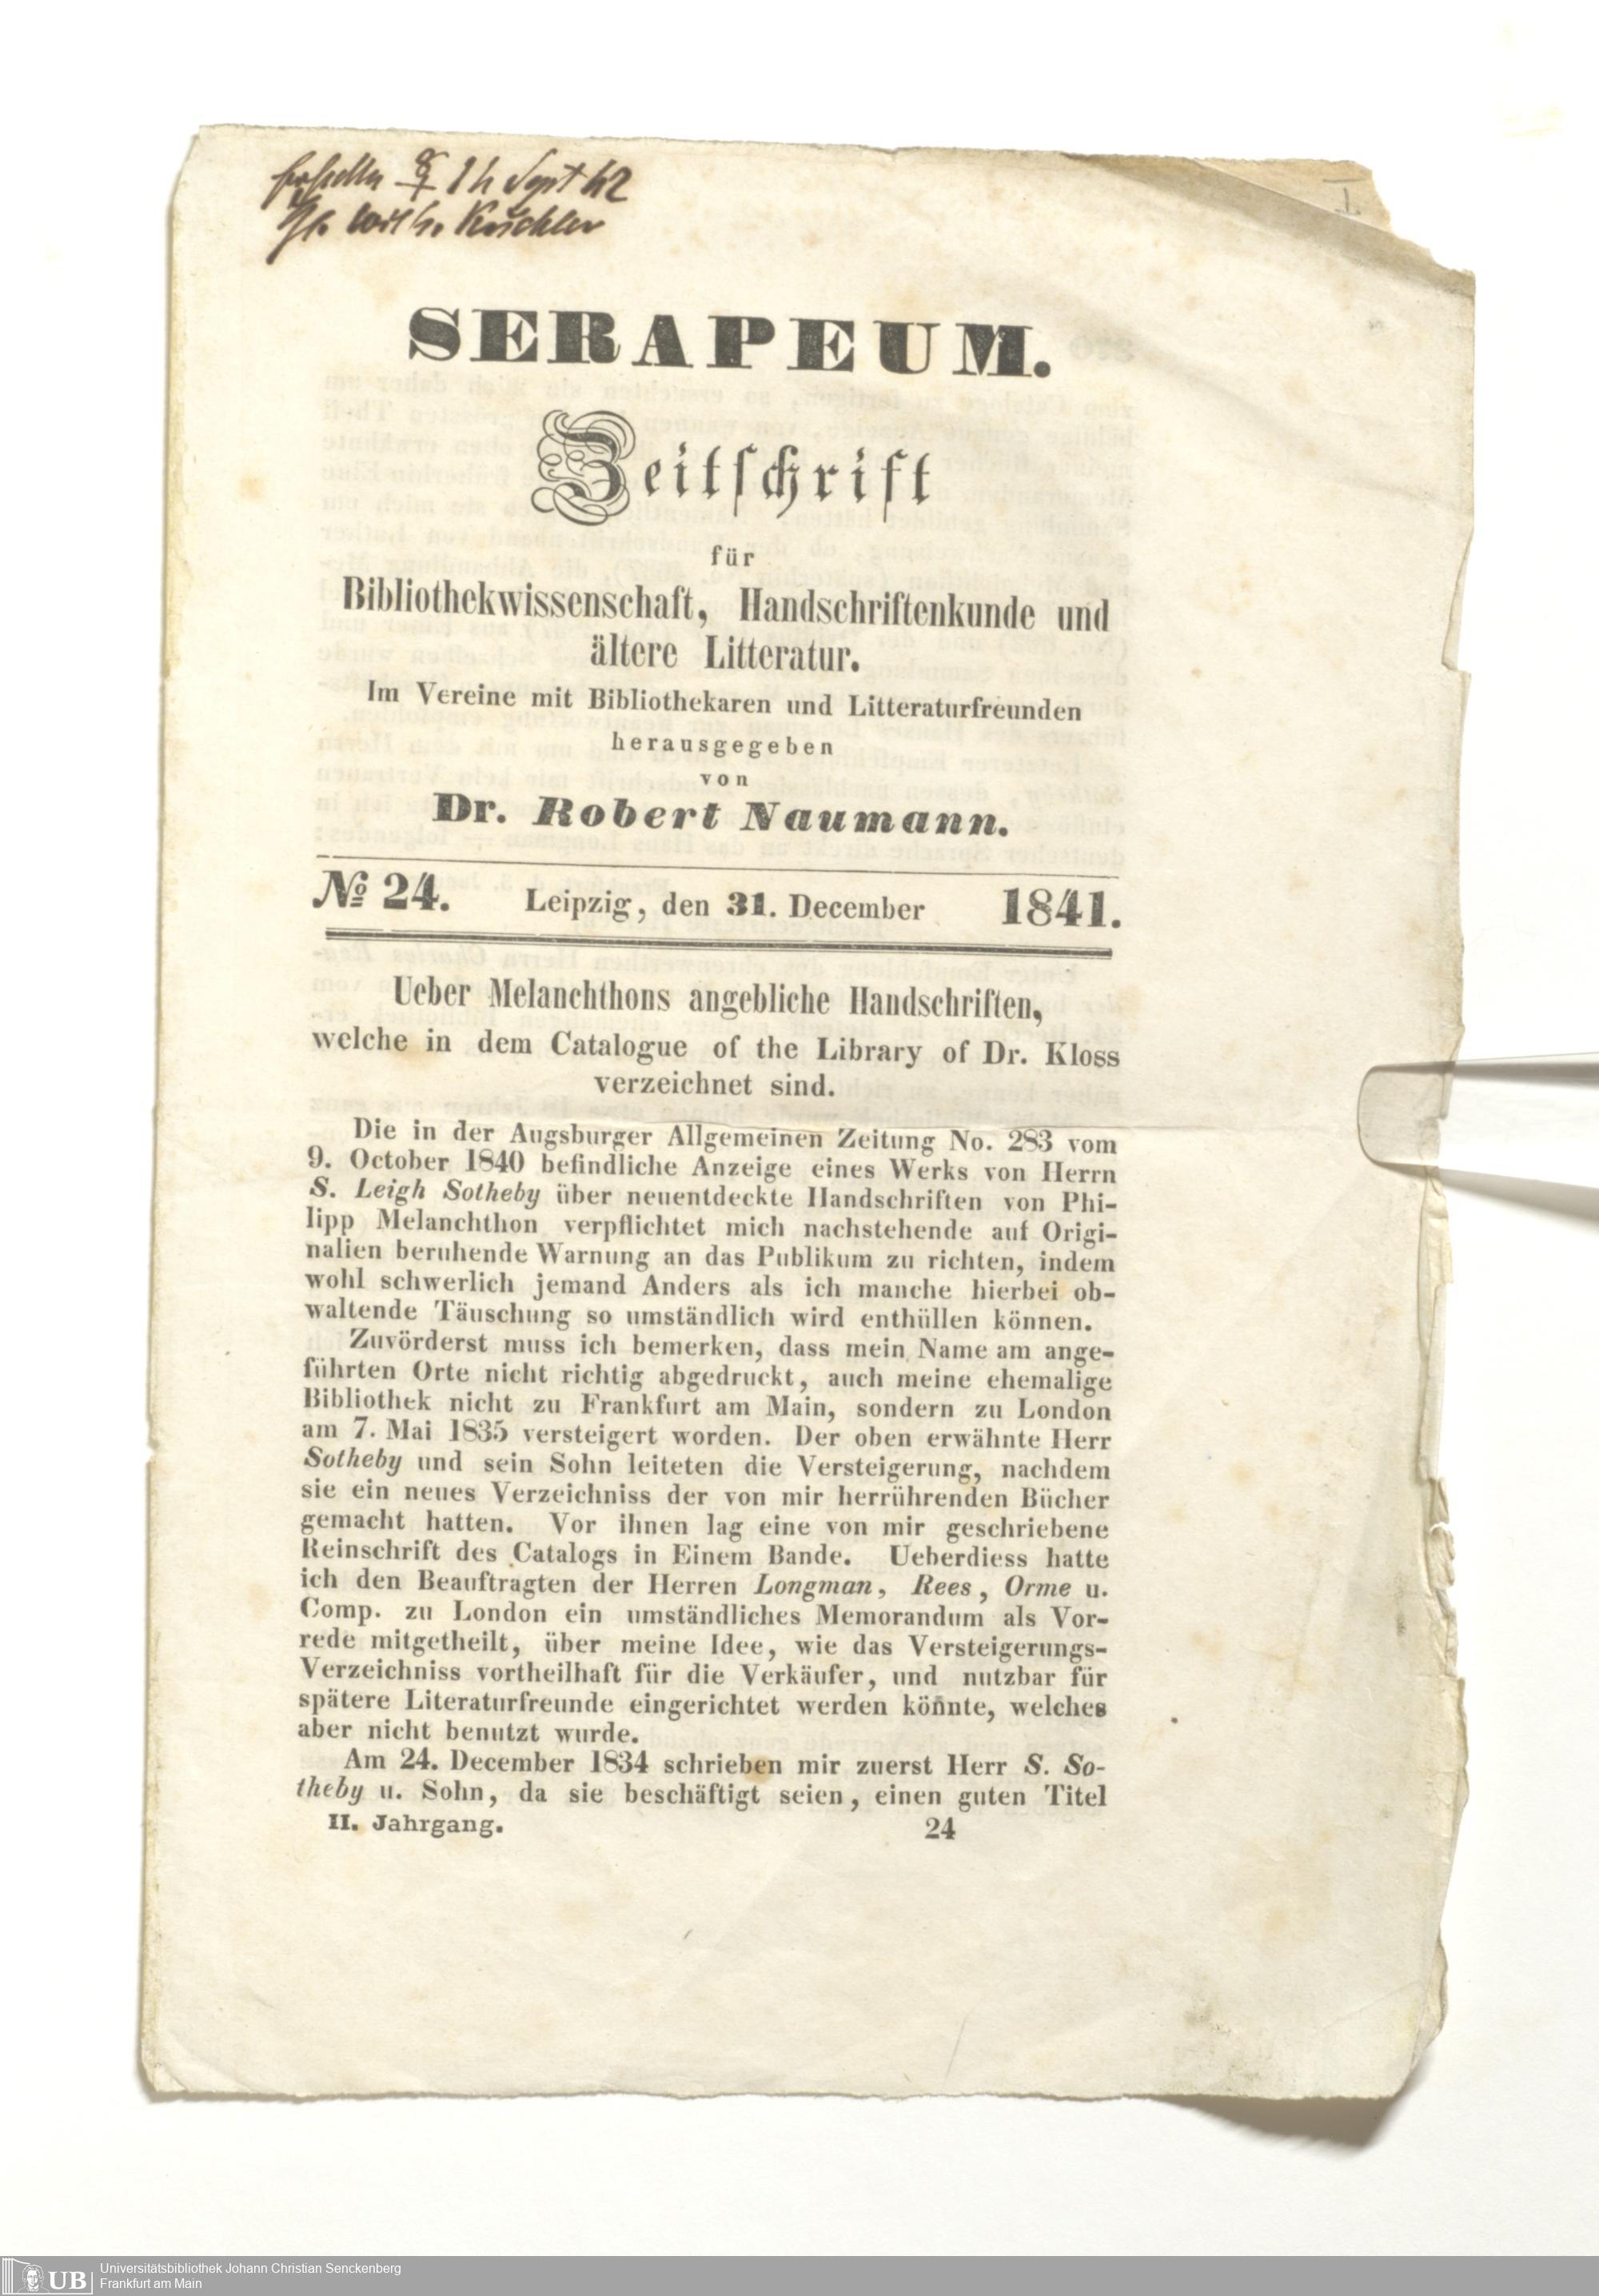 14 Sept 42
SERAPEUM.
Zeitschrift
für
Bibliothekwissenschaft, Handschriftenkunde und
ältere Litteratur.
Im Vereine mit Bibliothekaren und Litteraturfreunden
herausgegeben
von
Dr. Robert Naumann.
№ 24. Leipzig, den 31. December 1841.
Ueber Melanchthons angebliche Handschriften,
welche in dem Catalogue of the Library of Dr. Kloss
verzeichnet sind.
Die in der Augsburger Allgemeinen Zeitung No. 283 vom
9. October 1840 befindliche Anzeige eines Werks von Herrn
S. Leigh Sotheby über neuentdeckte Handschriften von Phi-
lipp Melanchthon verpflichtet mich nachstehende auf Origi-
nalien beruhende Warnung an das Publikum zu richten, indem
wohl schwerlich jemand Anders als ich manche hierbei ob-
waltende Täuschung so umständlich wird enthüllen können.
Zuvörderst muss ich bemerken, dass mein Name am ange-
führten Orte nicht richtig abgedruckt, auch meine ehemalige
Bibliothek nicht zu Frankfurt am Main, sondern zu London
am 7. Mai 1835 versteigert worden. Der oben erwähnte Herr
Sotheby und sein Sohn leiteten die Versteigerung, nachdem
sie ein neues Verzeichniss der von mir herrührenden Bücher
gemacht hatten. Vor ihnen lag eine von mir geschriebene
Reinschrift des Catalogs in Einem Bande. Ueberdiess hatte
ich den Beauftragten der Herren Longman, Rees, Orme u.
Comp. zu London ein umständliches Memorandum als Vor-
rede mitgetheilt, über meine Idee, wie das Versteigerungs-
Verzeichniss vortheilhaft für die Verkäufer, und nutzbar für
spätere Literaturfreunde eingerichtet werden könnte, welches
aber nicht benutzt wurde.
Am 24. December 1834 schrieben mir zuerst Herr S. So-
theby u. Sohn, da sie beschäftigt seien, einen guten Titel
II. Jahrgang. 24
UB Universitätsbibliothek Johann Christian Senckenberg
Frankfurt am Main